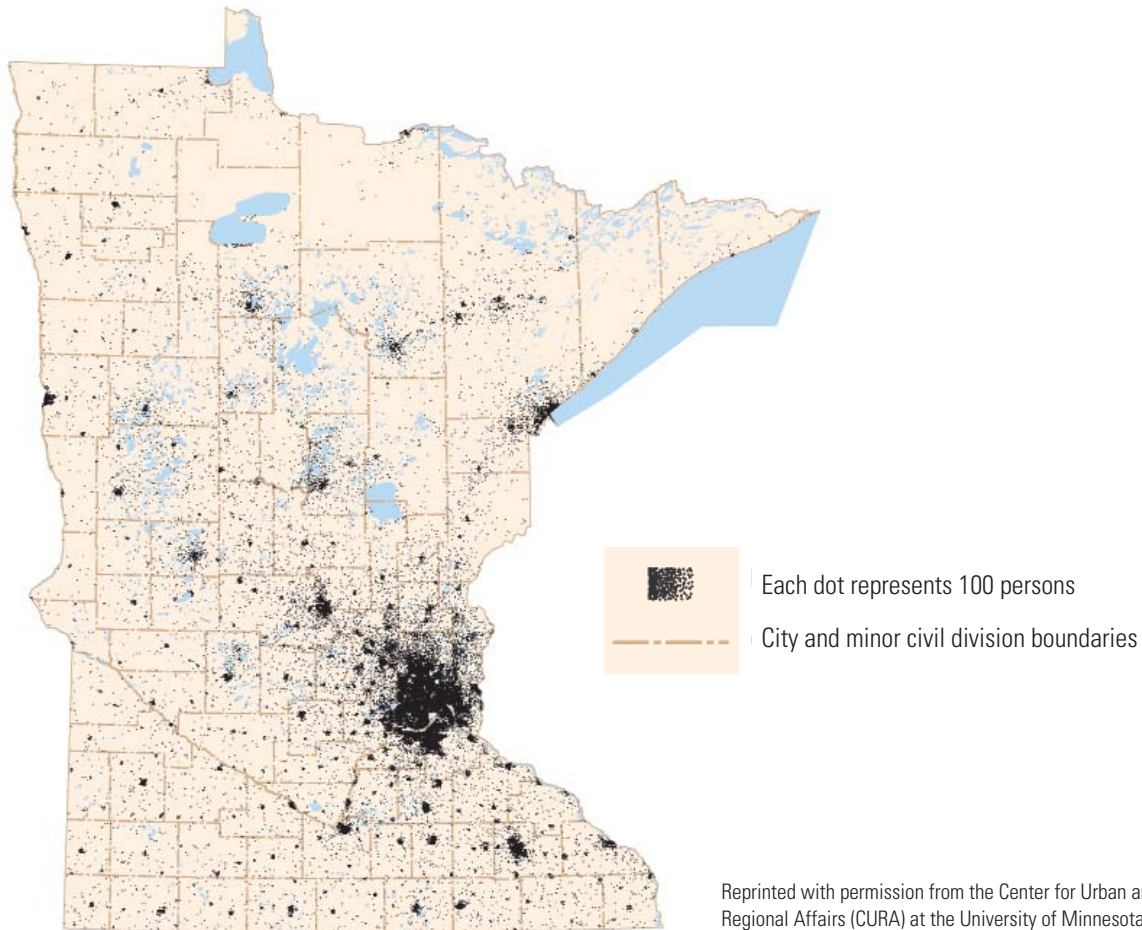 Each dot represents 100 persons
City and minor civil division boundaries
Reprinted with permission from the Center for Urban
Regional Affairs (CURA) at the University of Minnesota